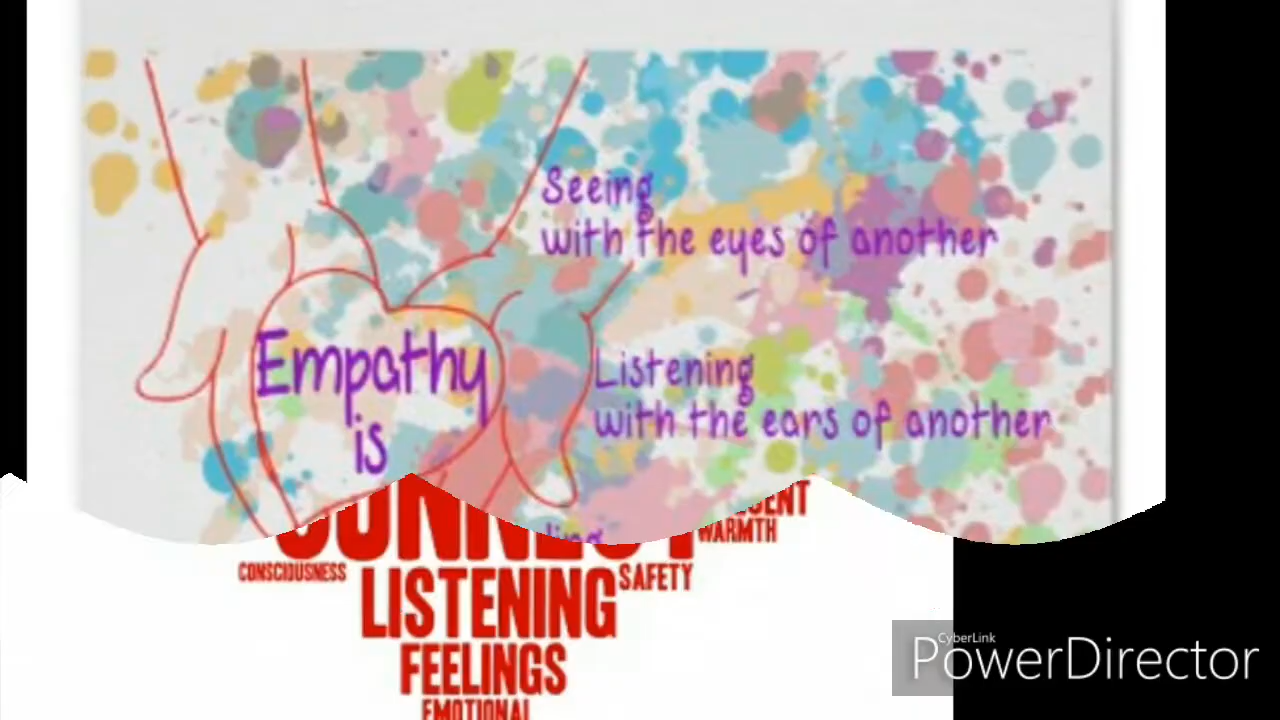 Seeing
with the eyes of another
Empathy
is
Listening
with the ears of another
CONNECT
WARMTH
CONSCIOUSNESS
LISTENING
SAFETY
FEELINGS
EMOTIONAL
CyberLink
PowerDirector